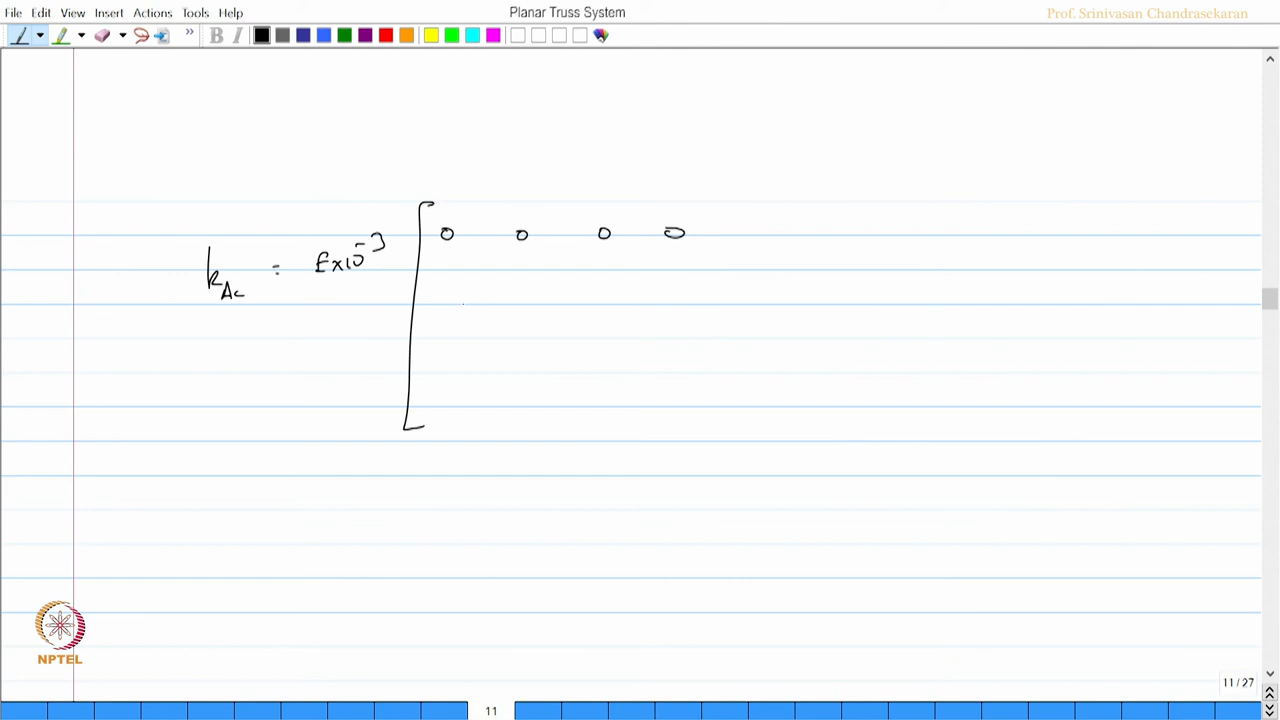 File Edit View Insert Actions Tools Help
Planar Truss System
Prof. Srinivasan Chandrasekaran
B I
k_AC = E×10^-3 [ 0 0 0 0
NPTEL
11 / 27
11